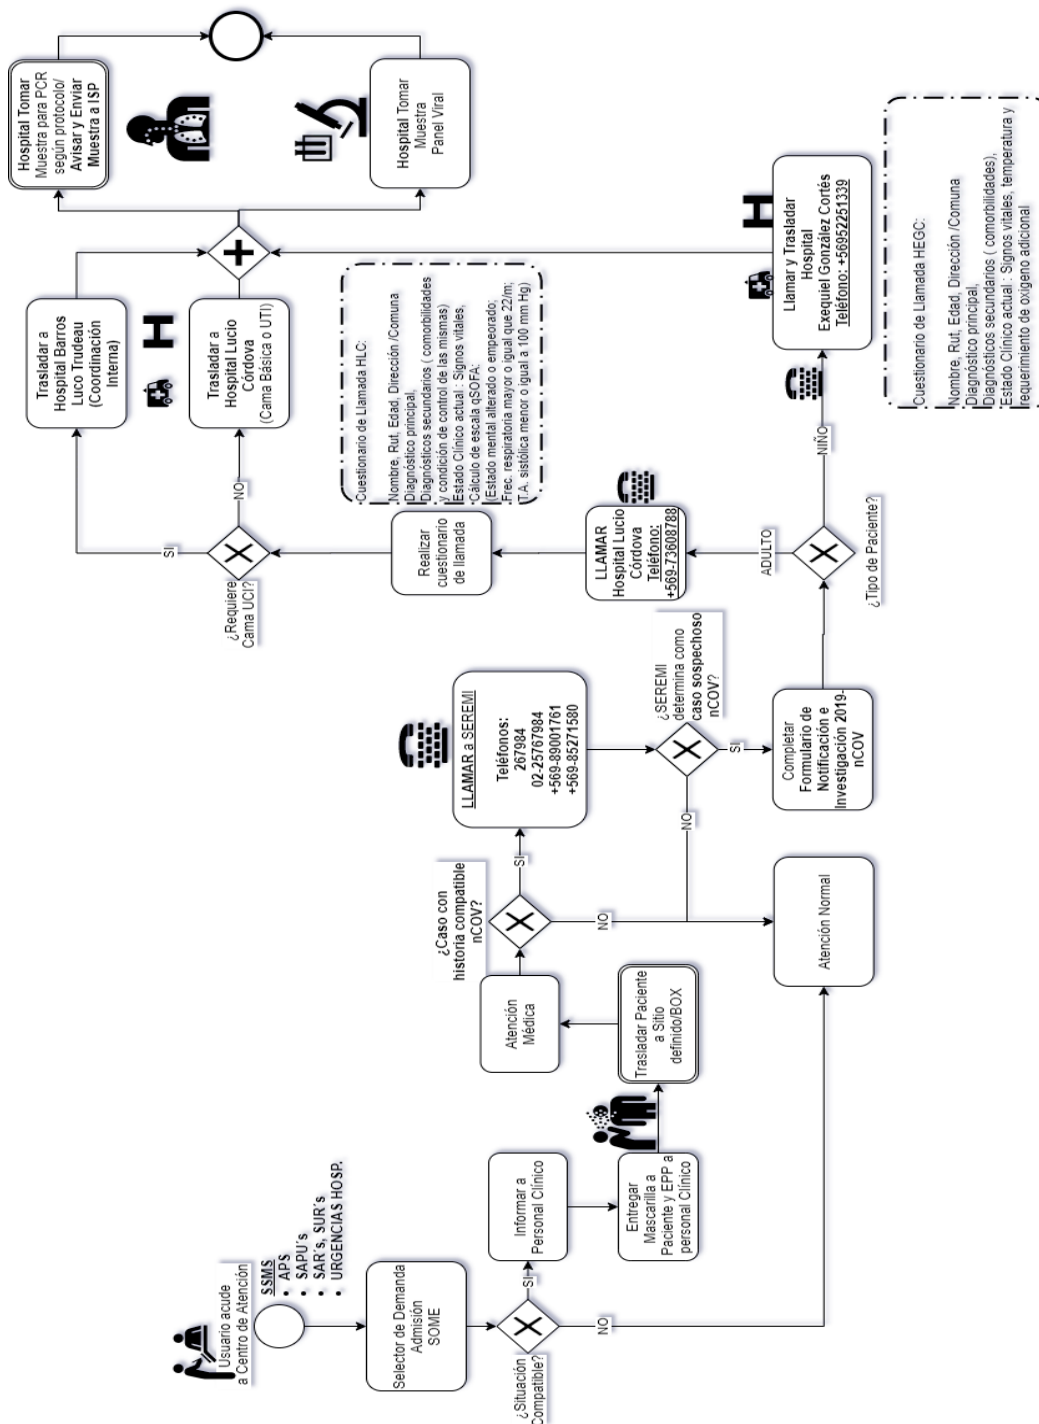 Usuario acude
a Centro de Atención
SSMS
• APS
• SAPU´s
• SAR´s, SUR´s
• URGENCIAS HOSP.
Selector de Demanda
Admisión
SOME
¿Situación
Compatible?
SI
NO
Informar a
Personal Clínico
Entregar
Mascarilla a
Paciente y EPP a
personal Clínico
Trasladar Paciente
a Sitio
definido/BOX
Atención
Médica
¿Caso con
historia compatible
nCOV?
SI
NO
Atención Normal
LLAMAR a SEREMI
Teléfonos:
267984
02-25767984
+569-89001761
+569-85271580
¿SEREMI
determina como
caso sospechoso
nCOV?
NO
SI
Completar
Formulario de
Notificación e
Investigación 2019-
nCOV
¿Tipo de Paciente?
ADULTO
NIÑO
LLAMAR
Hospital Lucio
Córdova
Teléfono:
+569-73608788
Realizar
cuestionario
de llamada
¿Requiere
Cama UCI?
SI
NO
Cuestionario de Llamada HLC:
Nombre, Rut, Edad, Dirección /Comuna
Diagnóstico principal,
Diagnósticos secundarios ( comorbilidades
y condición de control de las mismas)
Estado Clínico actual : Signos vitales,
Cálculo de escala qSOFA:
(Estado mental alterado o empeorado;
Frec. respiratoria mayor o igual que 22/m;
T.A. sistólica menor o igual a 100 mm Hg)
Trasladar a
Hospital Barros
Luco Trudeau
(Coordinación
Interna)
Trasladar a
Hospital Lucio
Córdova
(Cama Básica o UTI)
Llamar y Trasladar
Hospital
Exequiel González Cortés
Teléfono: +56952251339
Cuestionario de Llamada HEGC:
Nombre, Rut, Edad, Dirección /Comuna
Diagnóstico principal,
Diagnósticos secundarios ( comorbilidades),
Estado Clínico actual : Signos vitales, temperatura y
requerimiento de oxígeno adicional
Hospital Tomar
Muestra para PCR
según protocolo/
Avisar y Enviar
Muestra a ISP
Hospital Tomar
Muestra
Panel Viral